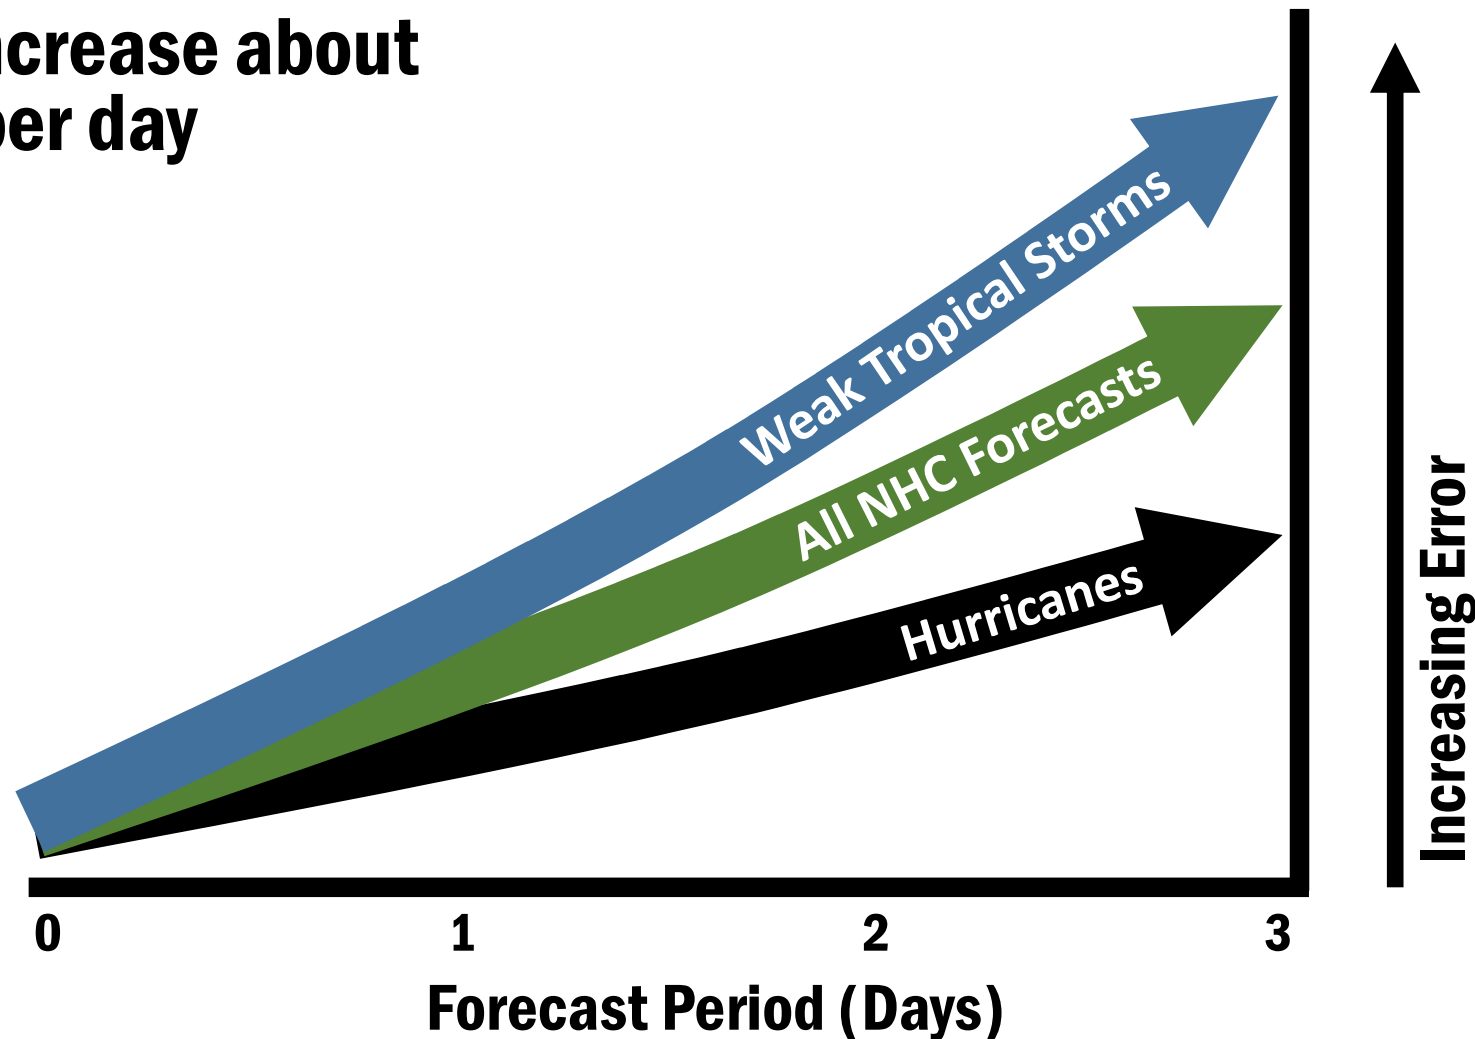 crease about
er day
Weak Tropical Storms
All NHC Forecasts
Hurricanes
Increasing Error
0 1 2 3
Forecast Period (Days)